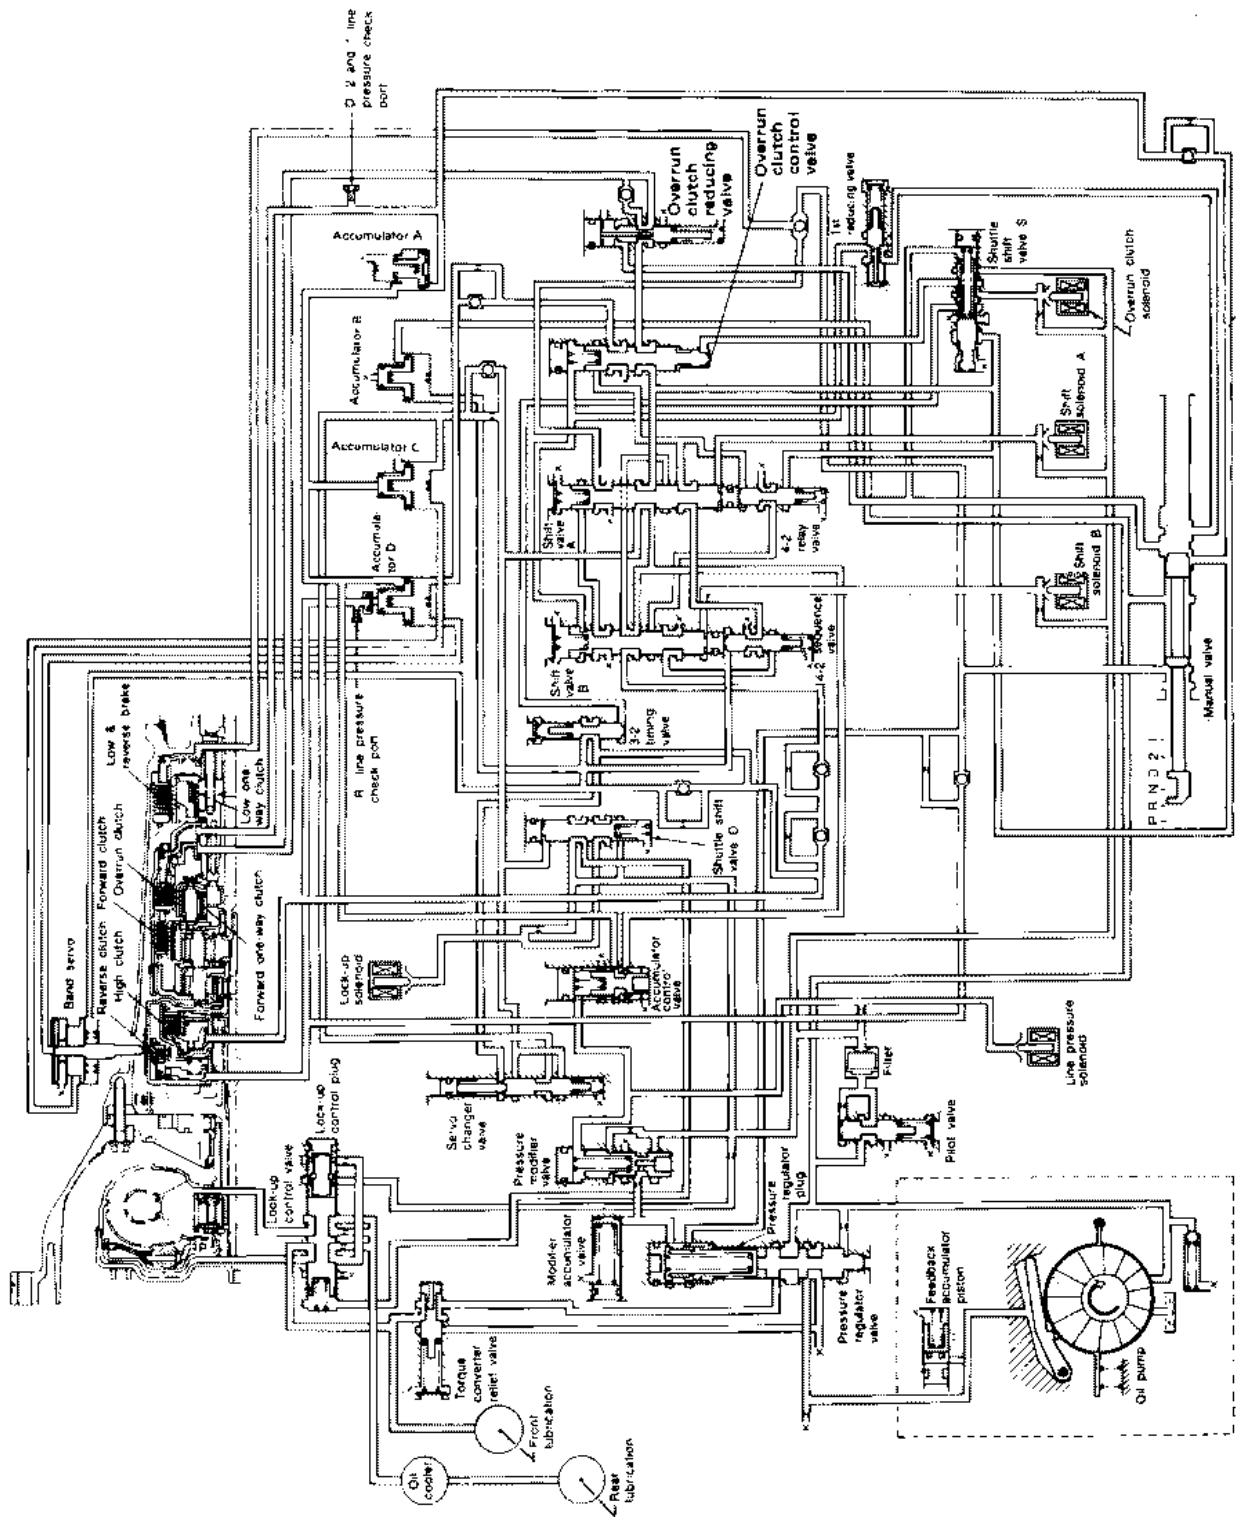 D, 2 and 1 line
pressure check
port
Accumulator A
Accumulator B
Accumulator C
Accumula-
tor D
Overrun
clutch
reducing
valve
Overrun
clutch
control
valve
1st
reducing valve
Shuttle
shift
valve S
Overrun clutch
solenoid
Shift
solenoid A
Shift
solenoid B
Shift
valve
A
4-2
relay
valve
Shift
valve
B
4-2 sequence
valve
3-2
timing
valve
Shuttle shift
valve D
Manual valve
P R N D 2 1
Low &
reverse brake
Low one-
way clutch
R line pressure
check port
Forward clutch
Overrun clutch
Reverse clutch
High clutch
Forward one-way clutch
Band servo
Lock-up
solenoid
Accumulator
control
valve
Filter
Line pressure
solenoid
Pilot valve
Servo
changer
valve
Pressure
modifier
valve
Lock-up
control plug
Lock-up
control valve
Modifier
accumulator
valve
Pressure
regulator
plug
Pressure
regulator
valve
Feedback
accumulator
piston
Oil pump
Torque
converter
relief valve
Front
lubrication
Oil
cooler
Rear
lubrication